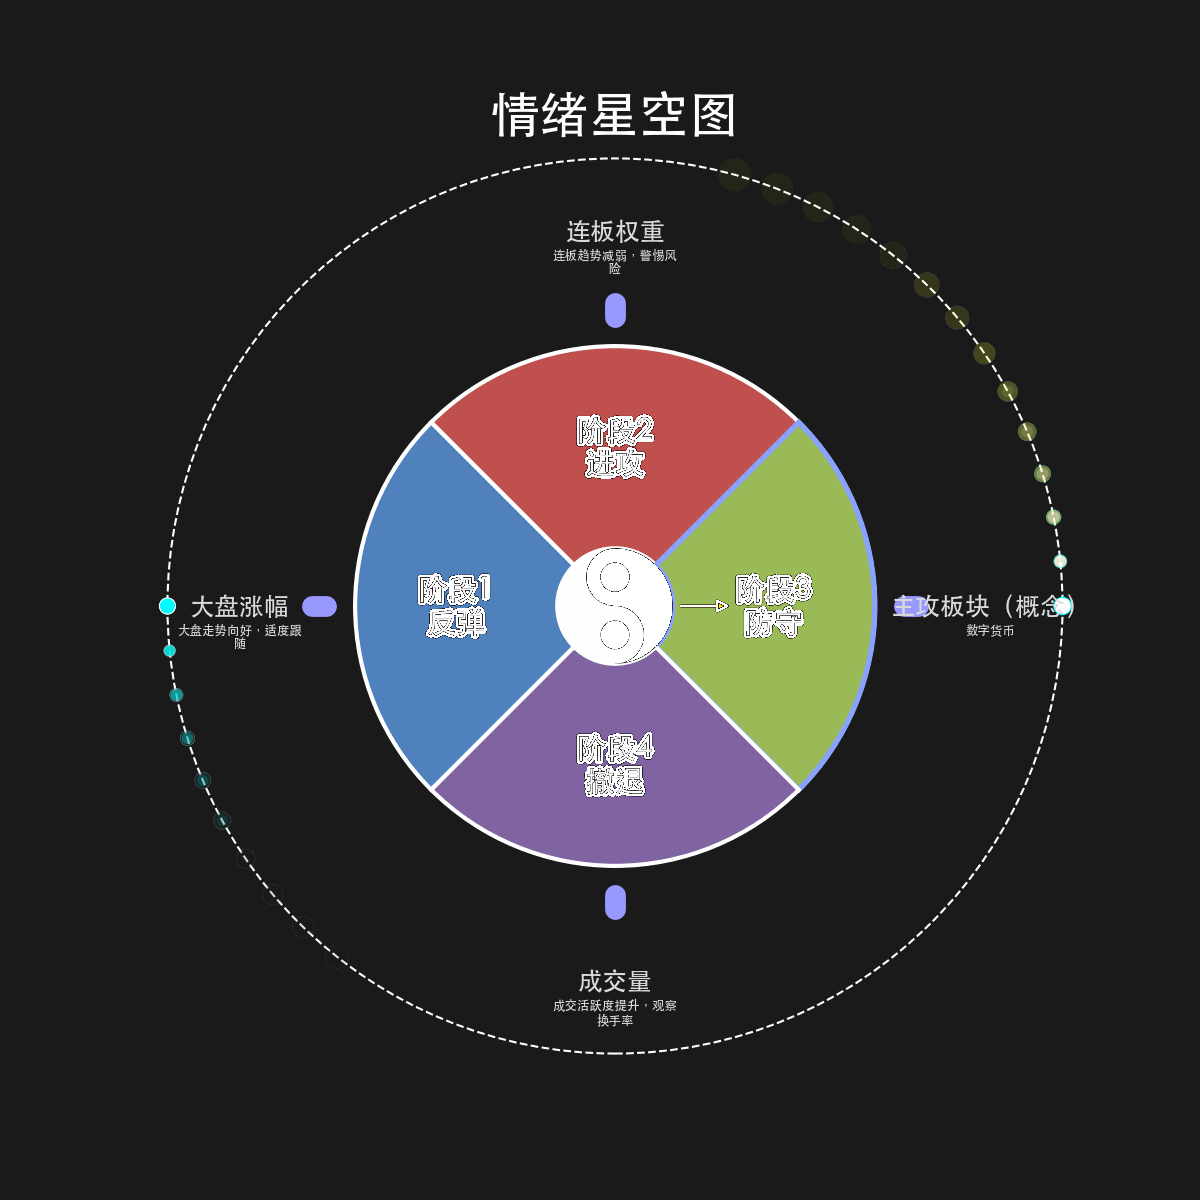 情绪星空图
连板权重
连板趋势减弱，警惕风
险
阶段2
进攻
阶段1
反弹
阶段3
防守
大盘涨幅
大盘走势向好，适度跟
随
主攻板块（概念）
数字货币
阶段4
撤退
成交量
成交活跃度提升，观察
换手率